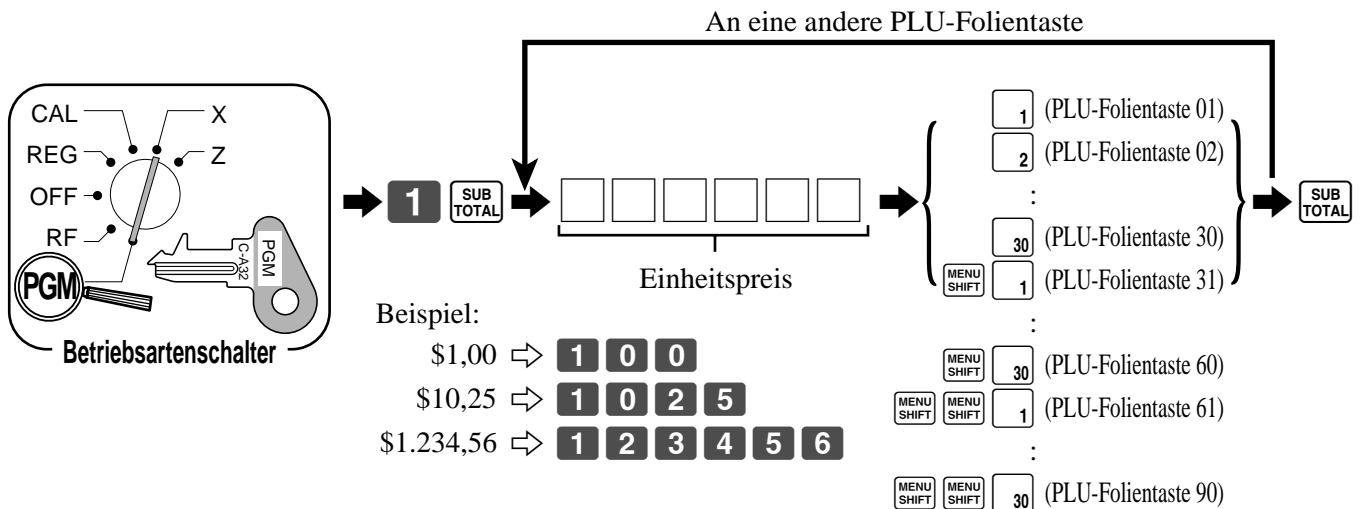 An eine andere PLU-Folientaste
CAL
X
REG
Z
OFF
RF
PGM
PGM
C-A32
Betriebsartenschalter
1 SUB TOTAL
Einheitspreis
1 (PLU-Folientaste 01)
2 (PLU-Folientaste 02)
:
30 (PLU-Folientaste 30)
MENU SHIFT 1 (PLU-Folientaste 31)
:
MENU SHIFT 30 (PLU-Folientaste 60)
MENU SHIFT MENU SHIFT 1 (PLU-Folientaste 61)
:
MENU SHIFT MENU SHIFT 30 (PLU-Folientaste 90)
SUB TOTAL
Beispiel:
$1,00 ⇨ 1 0 0
$10,25 ⇨ 1 0 2 5
$1.234,56 ⇨ 1 2 3 4 5 6